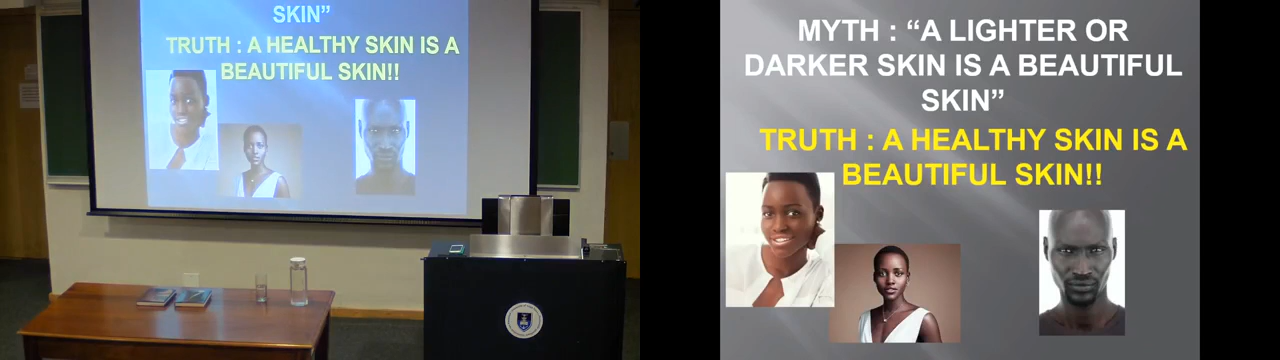 SKIN”
TRUTH : A HEALTHY SKIN IS A
BEAUTIFUL SKIN!!
MYTH : “A LIGHTER OR
DARKER SKIN IS A BEAUTIFUL
SKIN”
TRUTH : A HEALTHY SKIN IS A
BEAUTIFUL SKIN!!